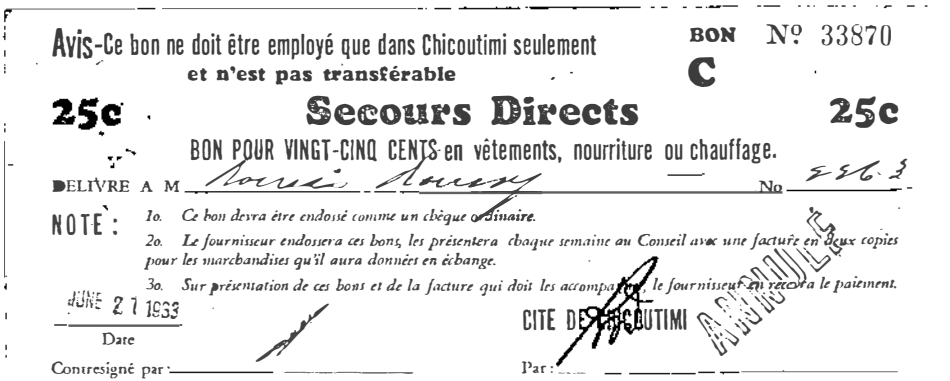 Avis-Ce bon ne doit être employé que dans Chicoutimi seulement
et n'est pas transférable
BON Nº 33870
C
25c Secours Directs 25c
BON POUR VINGT-CINQ CENTS en vêtements, nourriture ou chauffage.
DELIVRE A M No
NOTE: 1o. Ce bon devra être endossé comme un chèque ordinaire.
2o. Le fournisseur endossera ces bons, les présentera chaque semaine au Conseil avec une facture en deux copies
pour les marchandises qu'il aura données en échange.
3o. Sur présentation de ces bons et de la facture qui doit les accompagner, le fournisseur en recevra le paiement.
JUNE 21 1933
Date
CITE DE CHICOUTIMI
ANNULÉ
Contresigné par: Par: